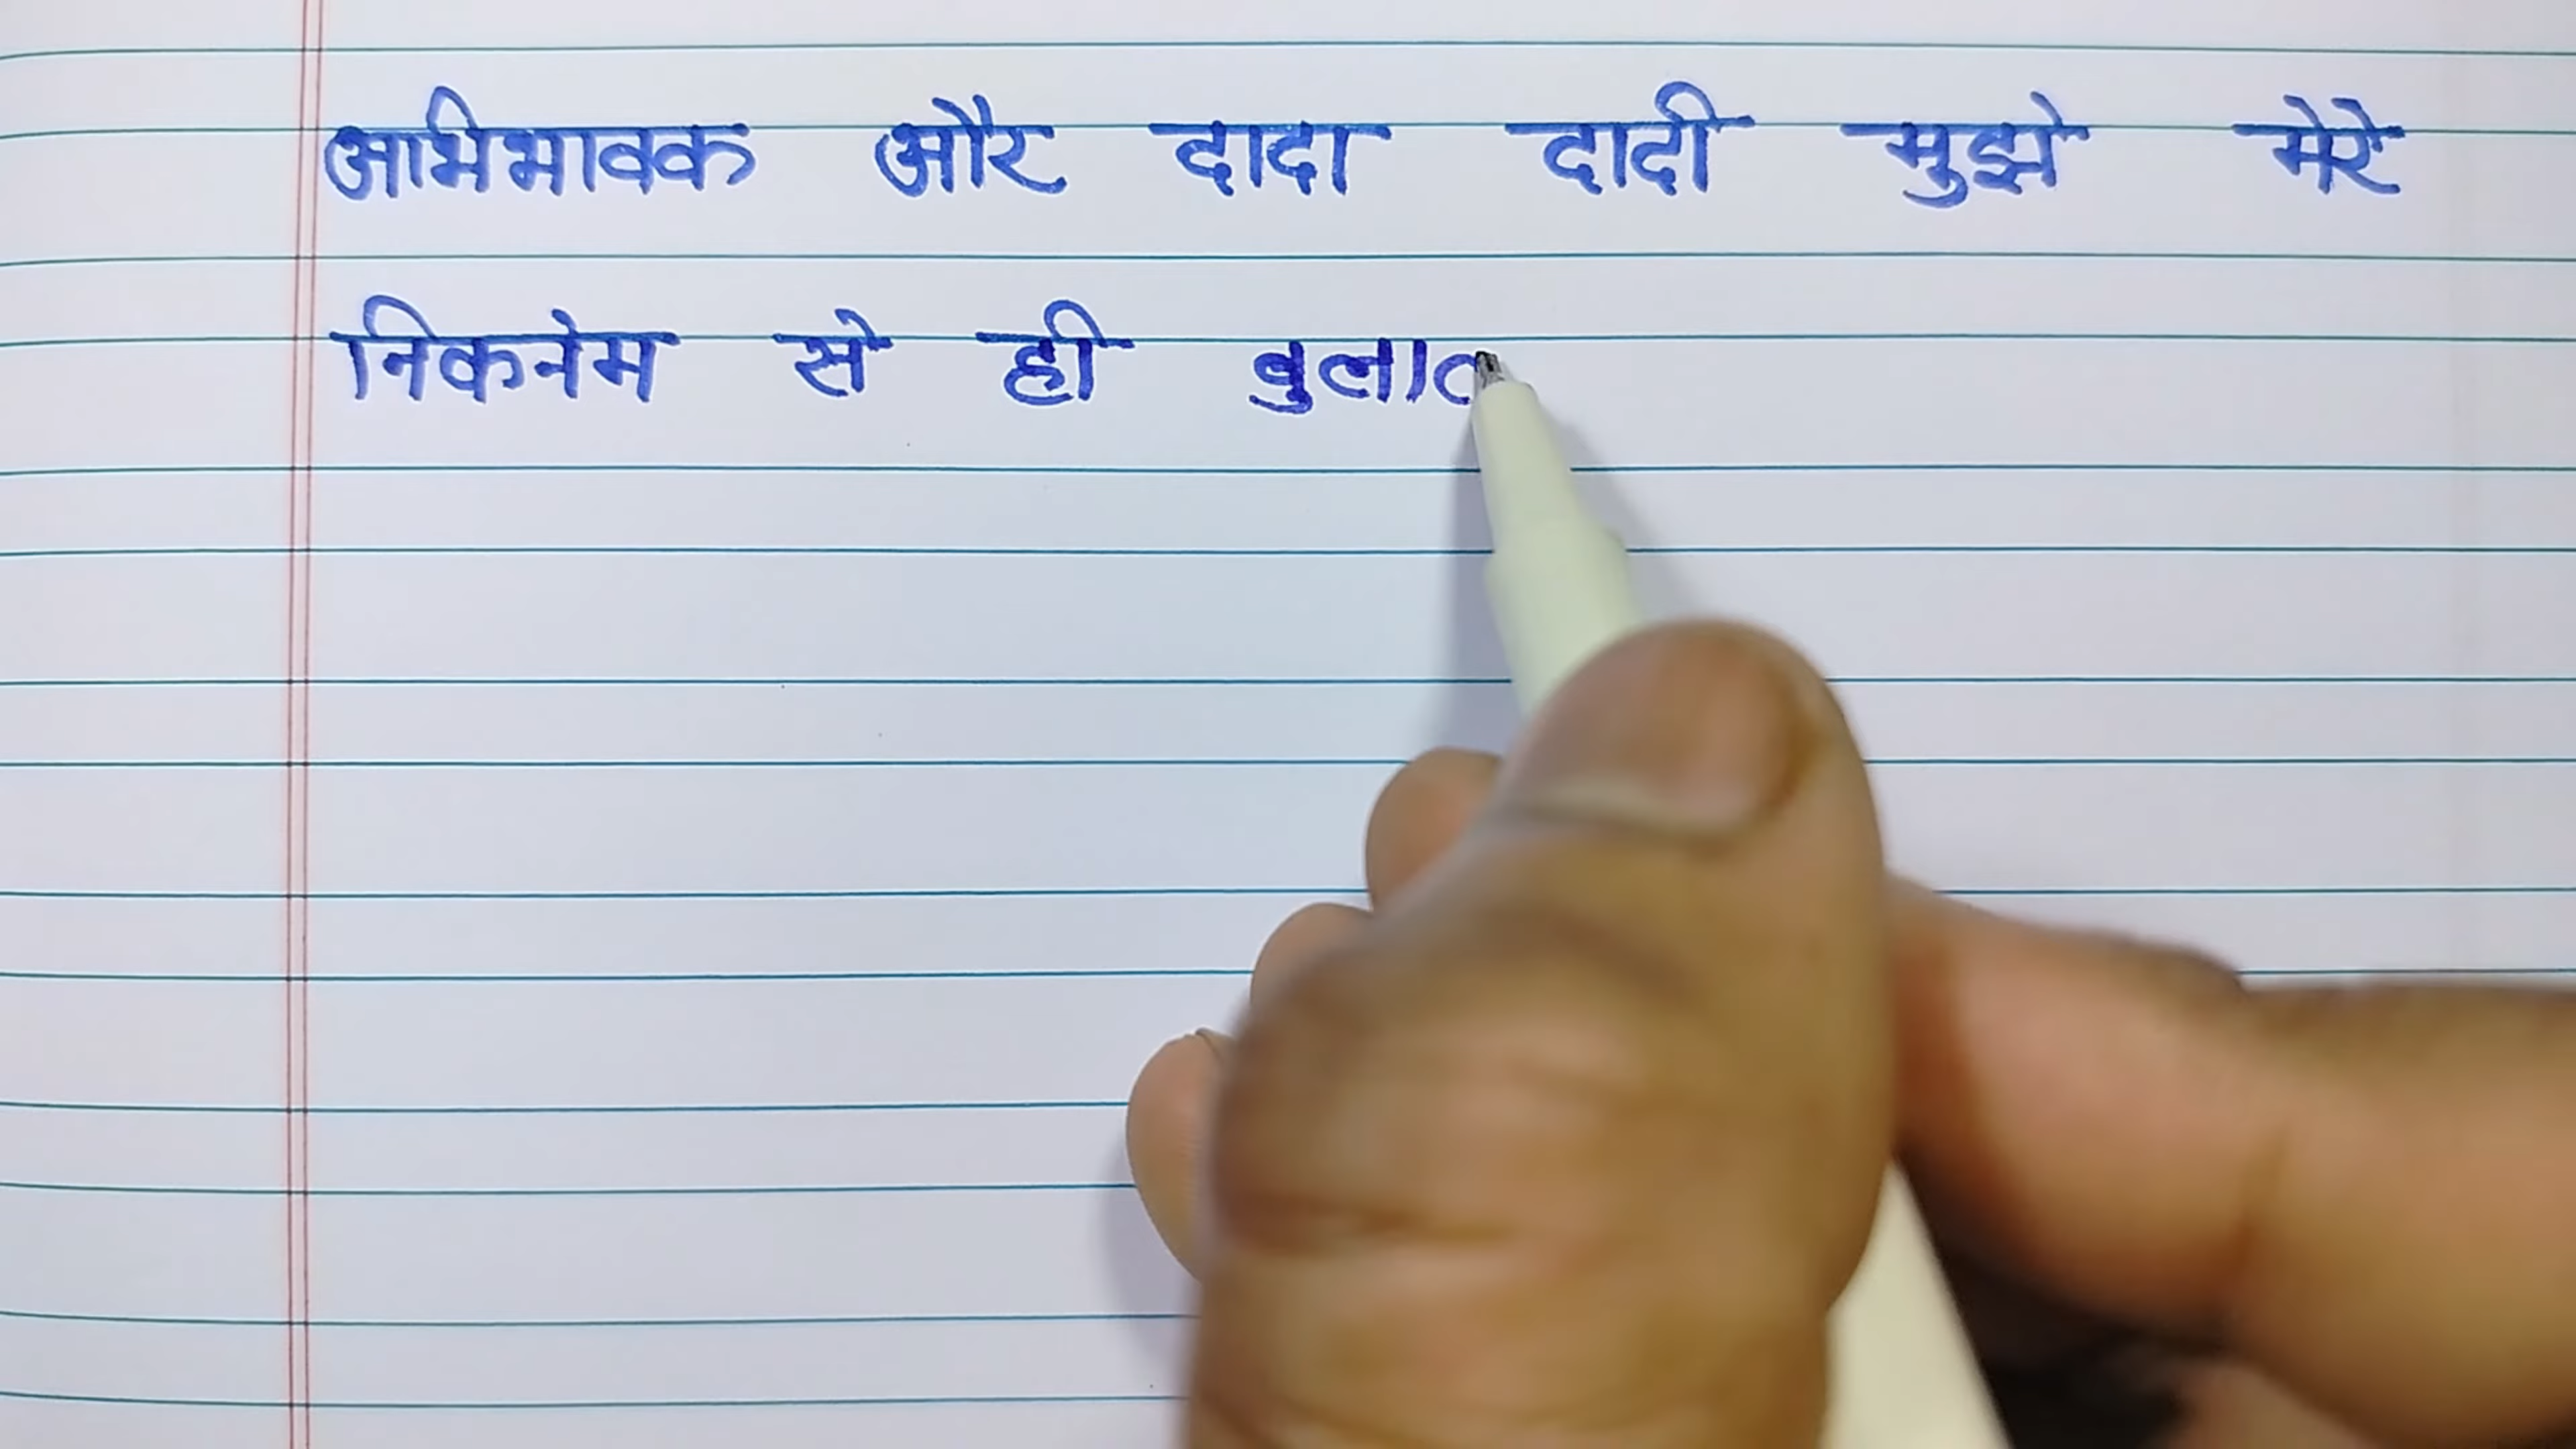 अभिभावक और दादा दादी मुझे मेरे
निकनेम से ही बुलात